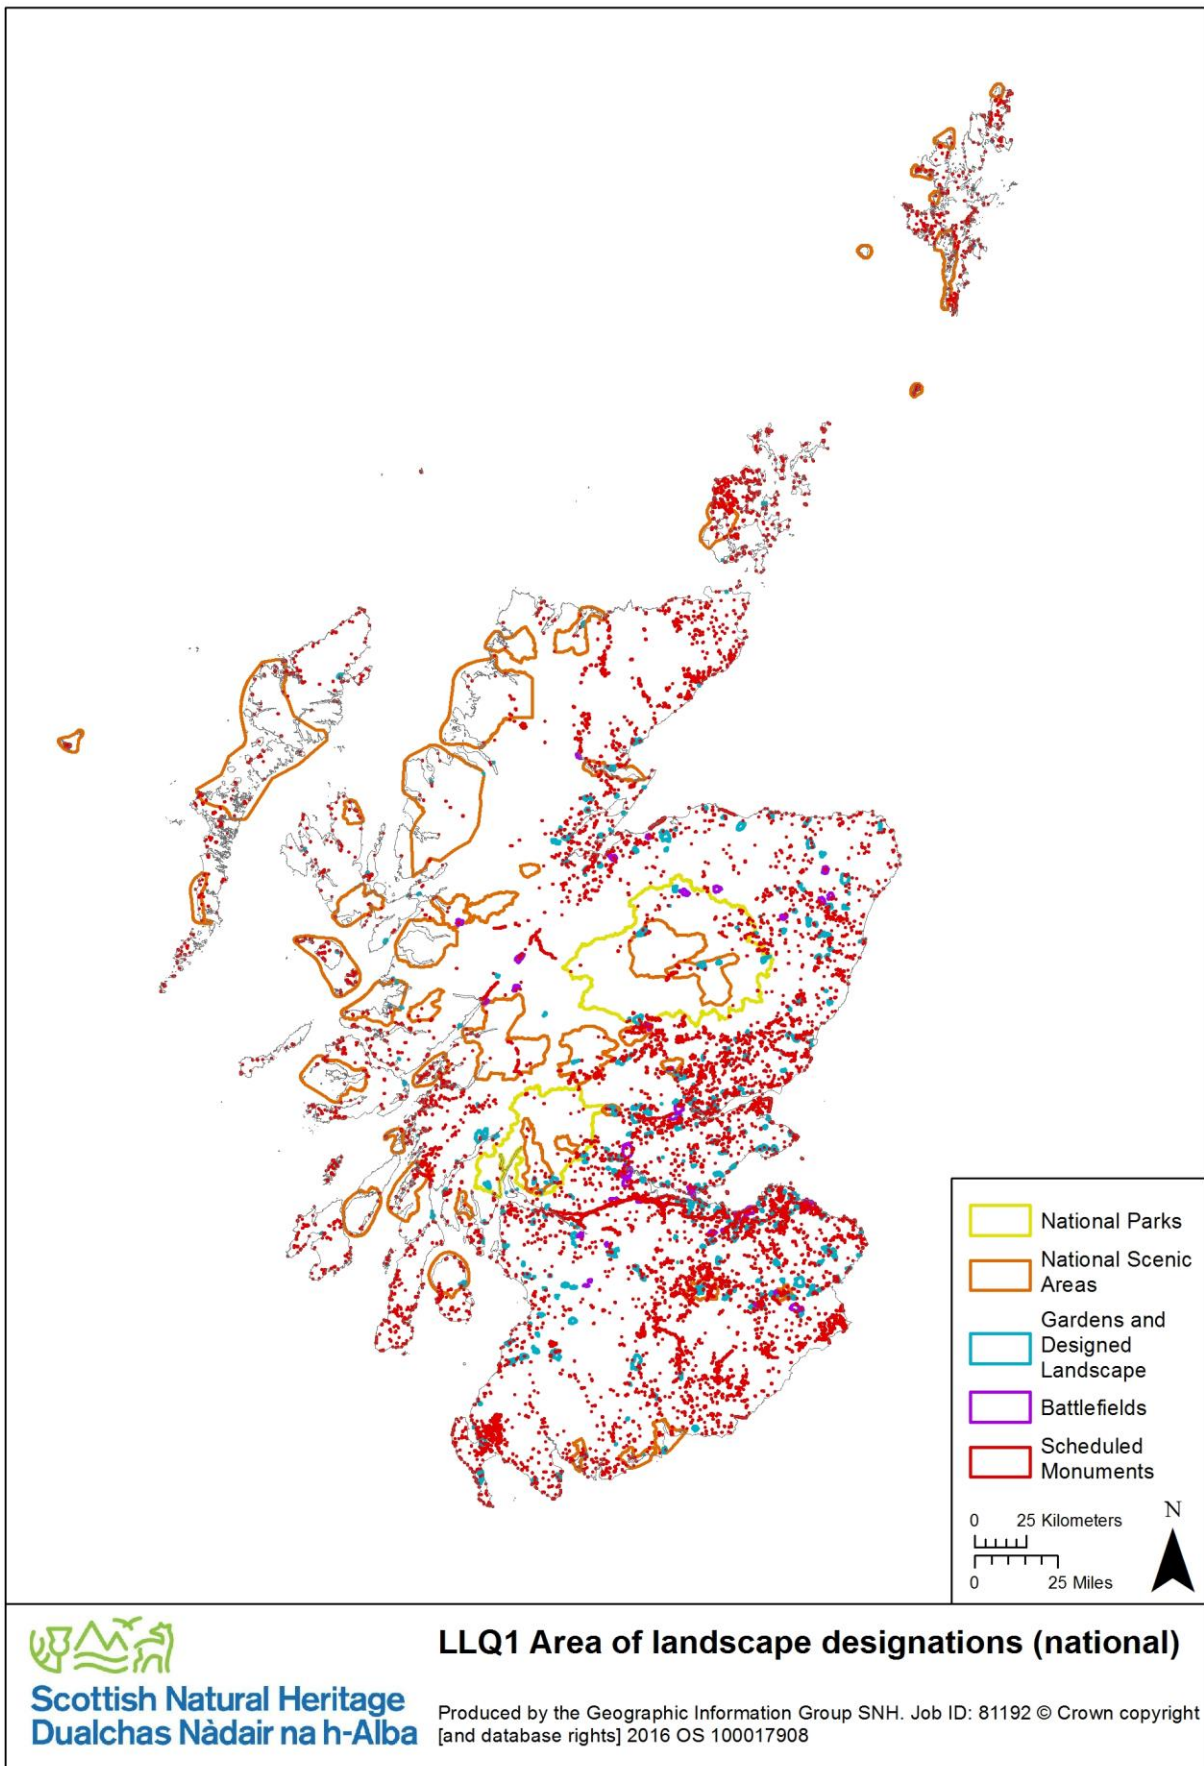 National Parks
National Scenic
Areas
Gardens and
Designed
Landscape
Battlefields
Scheduled
Monuments
0 25 Kilometers
0 25 Miles
N
Scottish Natural Heritage
Dualchas Nàdair na h-Alba
LLQ1 Area of landscape designations (national)
Produced by the Geographic Information Group SNH. Job ID: 81192 © Crown copyright
[and database rights] 2016 OS 100017908